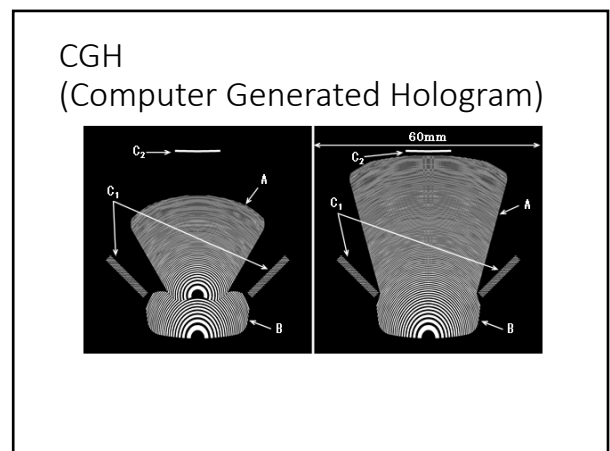 CGH
(Computer Generated Hologram)
60mm
C₂
A
C₁
B
C₂
A
C₁
B